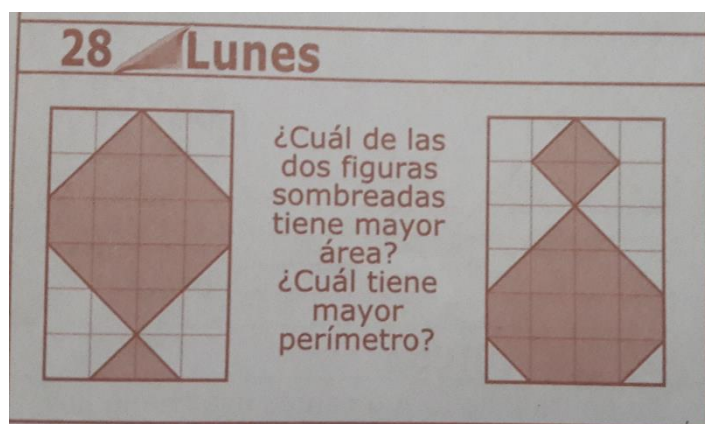 28 Lunes
¿Cuál de las
dos figuras
sombreadas
tiene mayor
área?
¿Cuál tiene
mayor
perímetro?